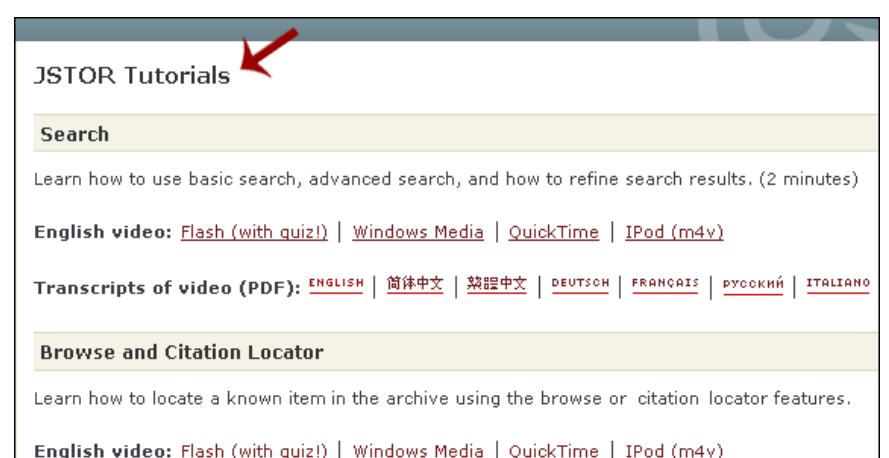 JSTOR Tutorials
Search
Learn how to use basic search, advanced search, and how to refine search results. (2 minutes)
English video: Flash (with quiz!) | Windows Media | QuickTime | IPod (m4v)
Transcripts of video (PDF): ENGLISH | 简体中文 | 繁體中文 | DEUTSCH | FRANÇAIS | РУССКИЙ | ITALIANO
Browse and Citation Locator
Learn how to locate a known item in the archive using the browse or citation locator features.
English video: Flash (with quiz!) | Windows Media | QuickTime | IPod (m4v)